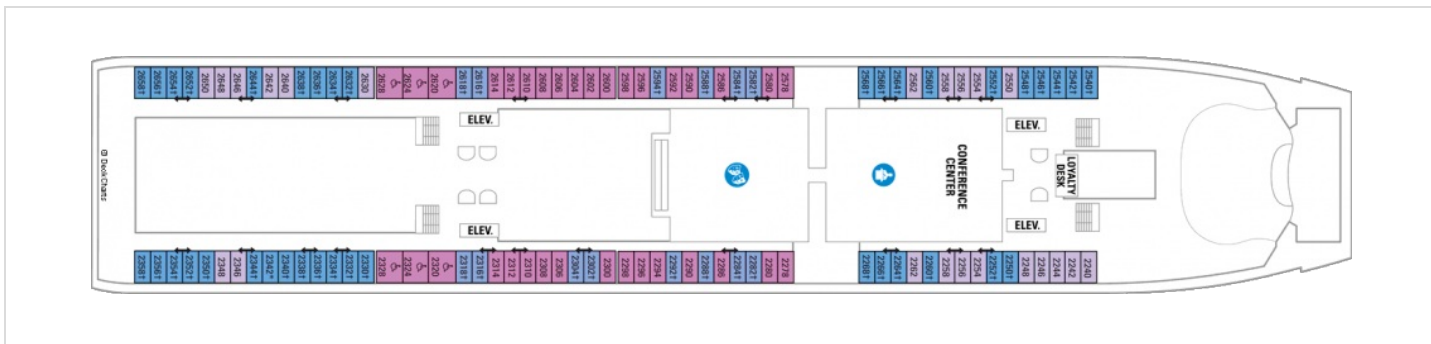 2658† 2656† 2654† 2652† 2650 2648 2646 2644† 2642 2640 2638† 2636† 2634† 2632† 2630 2628 2624 2620 2618† 2616† 2614 2612 2610 2608 2606 2604 2602 2600 2598 2596 2594† 2592 2590 2588† 2586 2584† 2582† 2580 2578 2568† 2566† 2564† 2562 2560† 2558 2556 2554 2552† 2550 2548† 2546† 2544† 2542† 2540†
ELEV.
ELEV.
CONFERENCE
CENTER
LOYALTY
DESK
© Deck Charts
ELEV.
ELEV.
2358† 2356† 2354† 2352† 2350† 2348 2346 2344† 2342* 2340† 2338† 2336† 2334† 2332† 2330† 2328 2324 2320 2318† 2316† 2314 2312 2310 2308 2306 2304† 2302† 2300 2298 2296 2294 2292† 2290 2288† 2286 2284† 2282† 2280 2278 2268† 2266† 2264† 2262 2260† 2258 2256 2254 2252† 2250† 2248 2246 2244 2242 2240